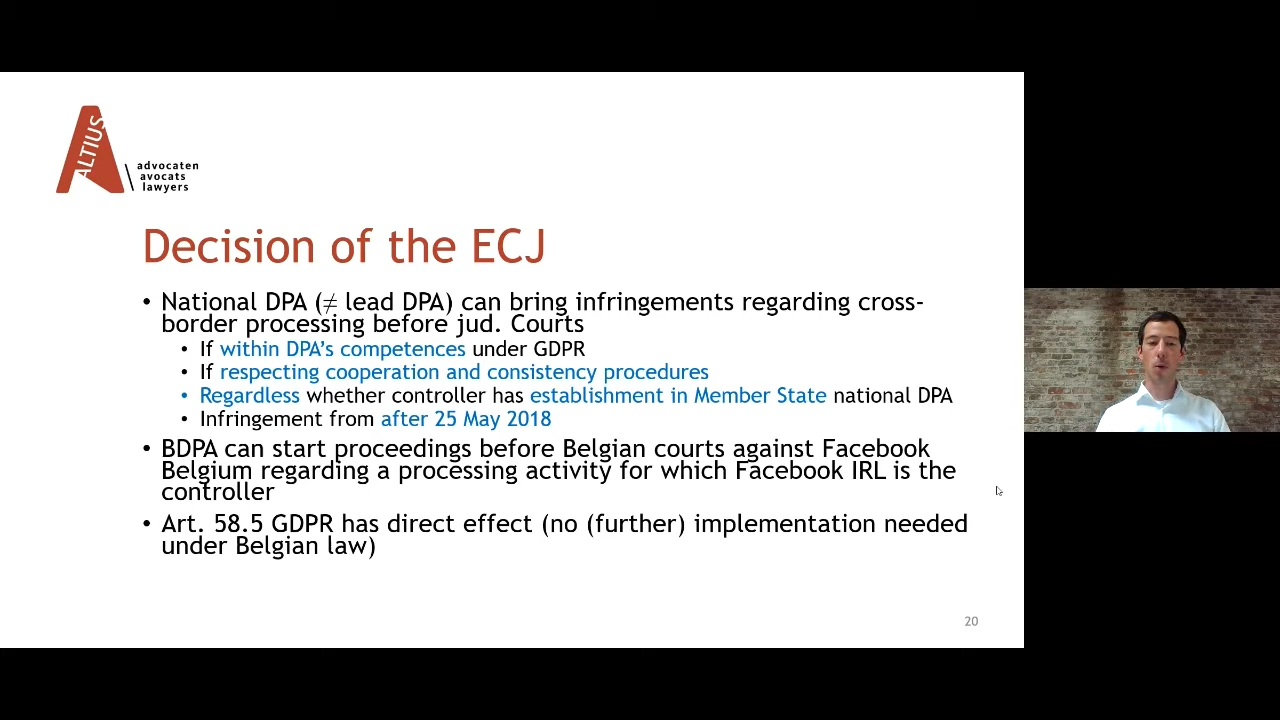 ALTIUS
advocaten
avocats
lawyers
Decision of the ECJ
• National DPA (≠ lead DPA) can bring infringements regarding cross-
border processing before jud. Courts
• If within DPA's competences under GDPR
• If respecting cooperation and consistency procedures
• Regardless whether controller has establishment in Member State national DPA
• Infringement from after 25 May 2018
• BDPA can start proceedings before Belgian courts against Facebook
Belgium regarding a processing activity for which Facebook IRL is the
controller
• Art. 58.5 GDPR has direct effect (no (further) implementation needed
under Belgian law)
20